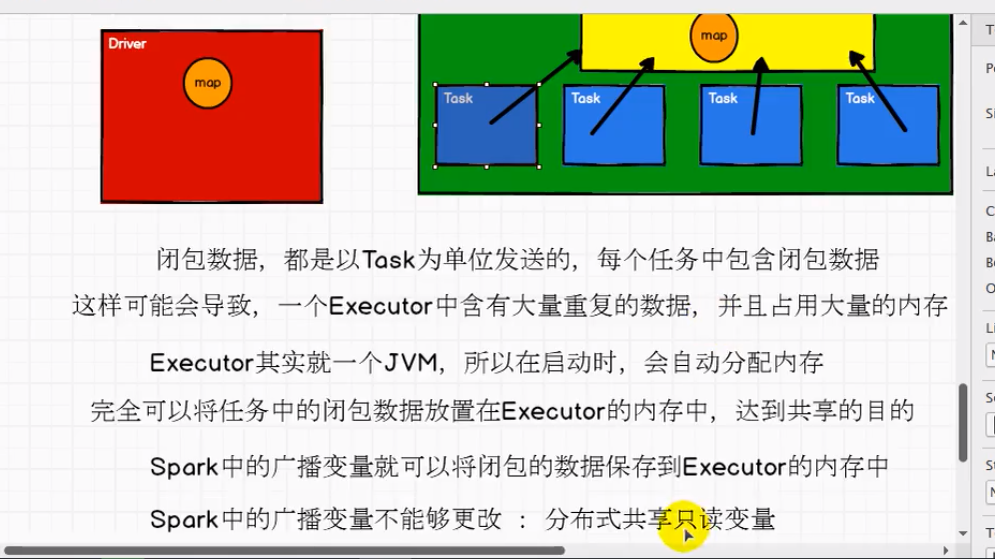 Driver
map
map
Task
Task
Task
Task
闭包数据，都是以Task为单位发送的，每个任务中包含闭包数据
这样可能会导致，一个Executor中含有大量重复的数据，并且占用大量的内存
Executor其实就一个JVM，所以在启动时，会自动分配内存
完全可以将任务中的闭包数据放置在Executor的内存中，达到共享的目的
Spark中的广播变量就可以将闭包的数据保存到Executor的内存中
Spark中的广播变量不能够更改 ： 分布式共享只读变量